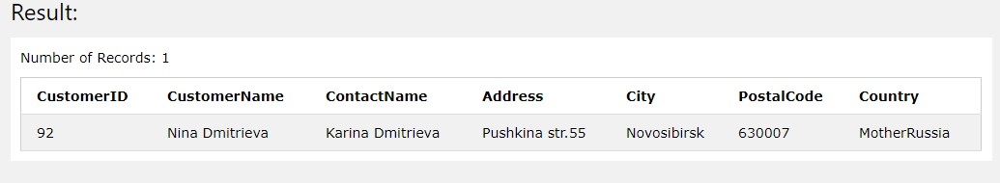 Result:
Number of Records: 1
CustomerID CustomerName ContactName Address City PostalCode Country
92 Nina Dmitrieva Karina Dmitrieva Pushkina str.55 Novosibirsk 630007 MotherRussia